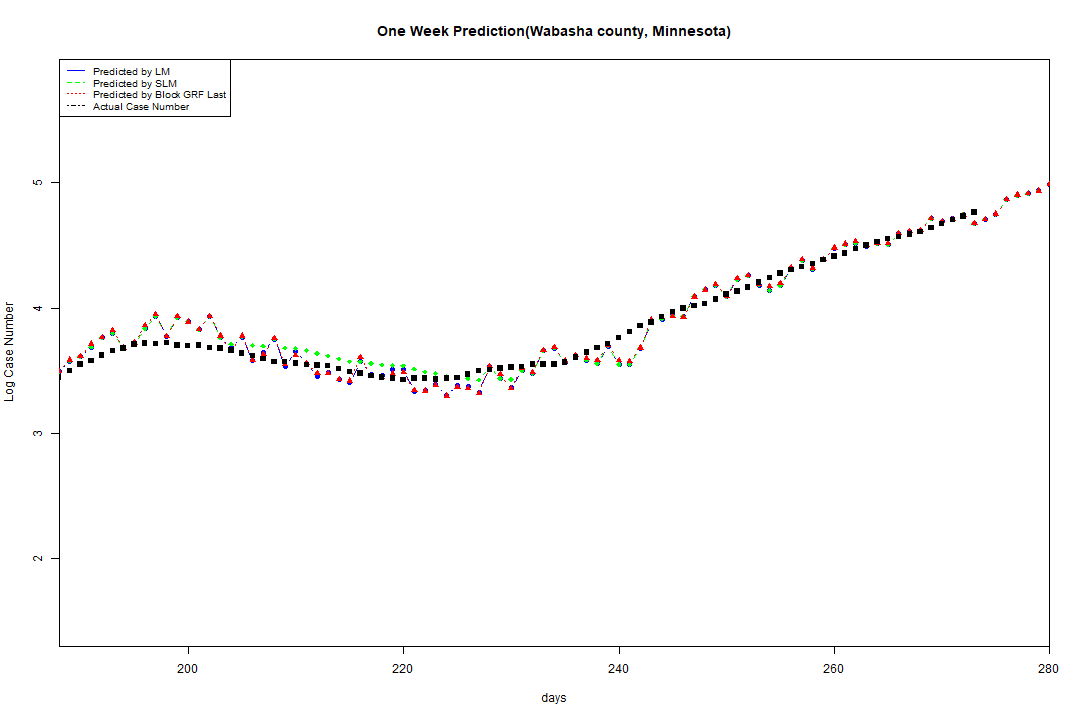 One Week Prediction(Wabasha county, Minnesota)
Predicted by LM
Predicted by SLM
Predicted by Block GRF Last
Actual Case Number
5
4
3
2
Log Case Number
200 220 240 260 280
days